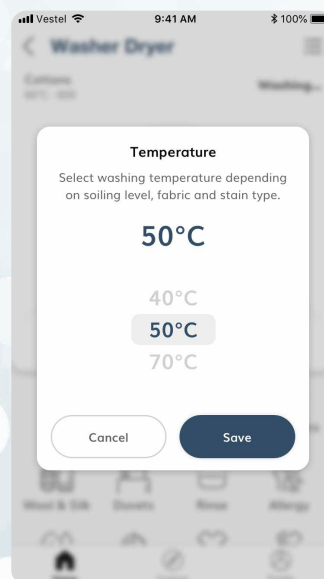 Vestel 9:41 AM 100%
Washer Dryer
Cottons
Washing...
Temperature
Select washing temperature depending
on soiling level, fabric and stain type.
50°C
40°C
50°C
70°C
Cancel
Save
Wool & Silk Duvets Rinse Allergy